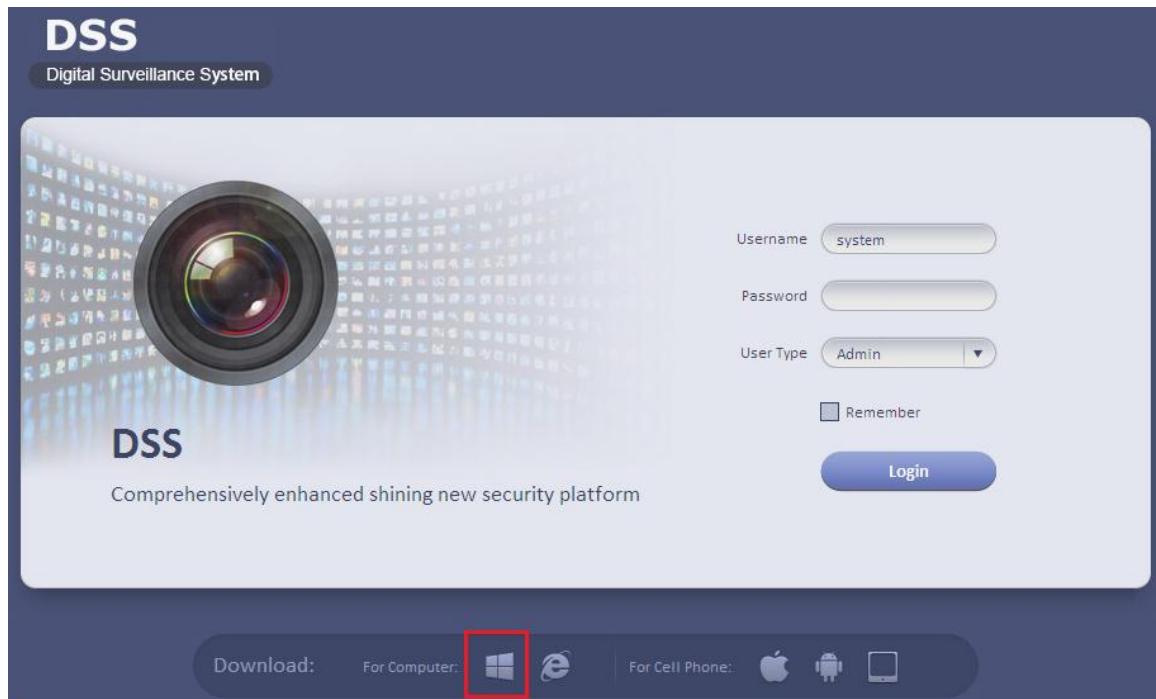 DSS
Digital Surveillance System
Username system
Password
User Type Admin
Remember
Login
DSS
Comprehensively enhanced shining new security platform
Download: For Computer: For Cell Phone: